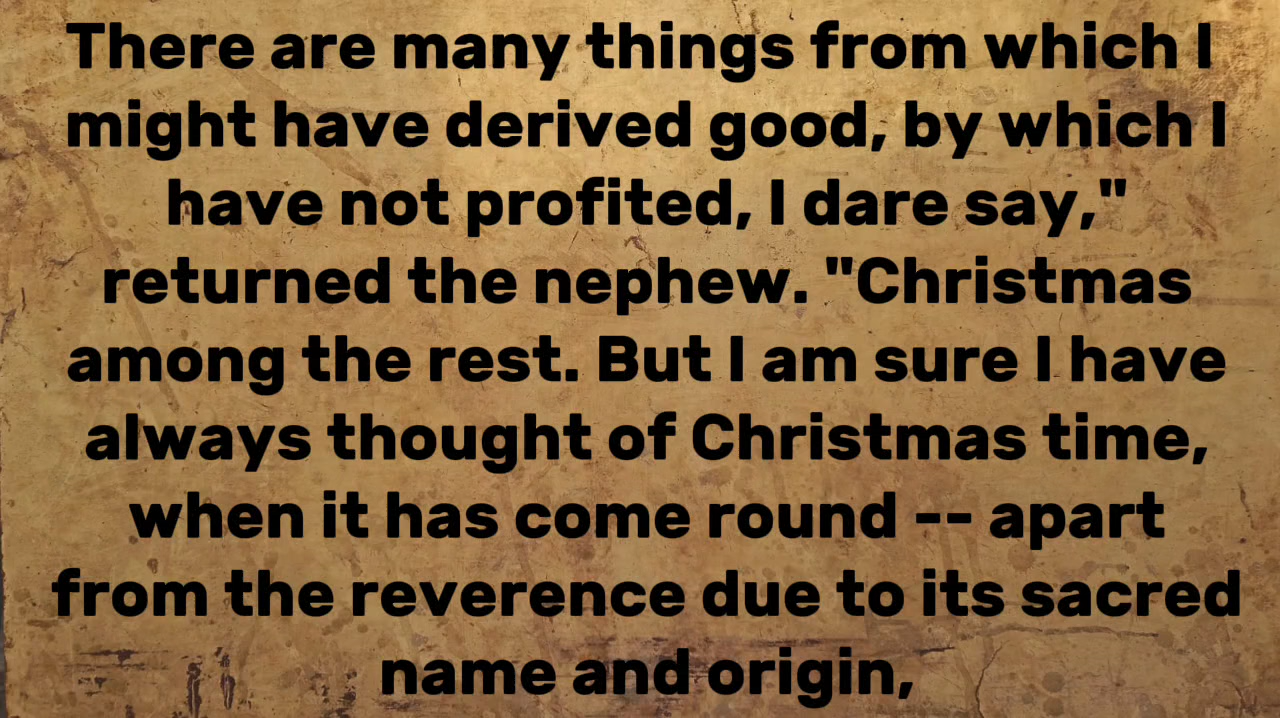 There are many things from which I
might have derived good, by which I
have not profited, I dare say,"
returned the nephew. "Christmas
among the rest. But I am sure I have
always thought of Christmas time,
when it has come round -- apart
from the reverence due to its sacred
name and origin,